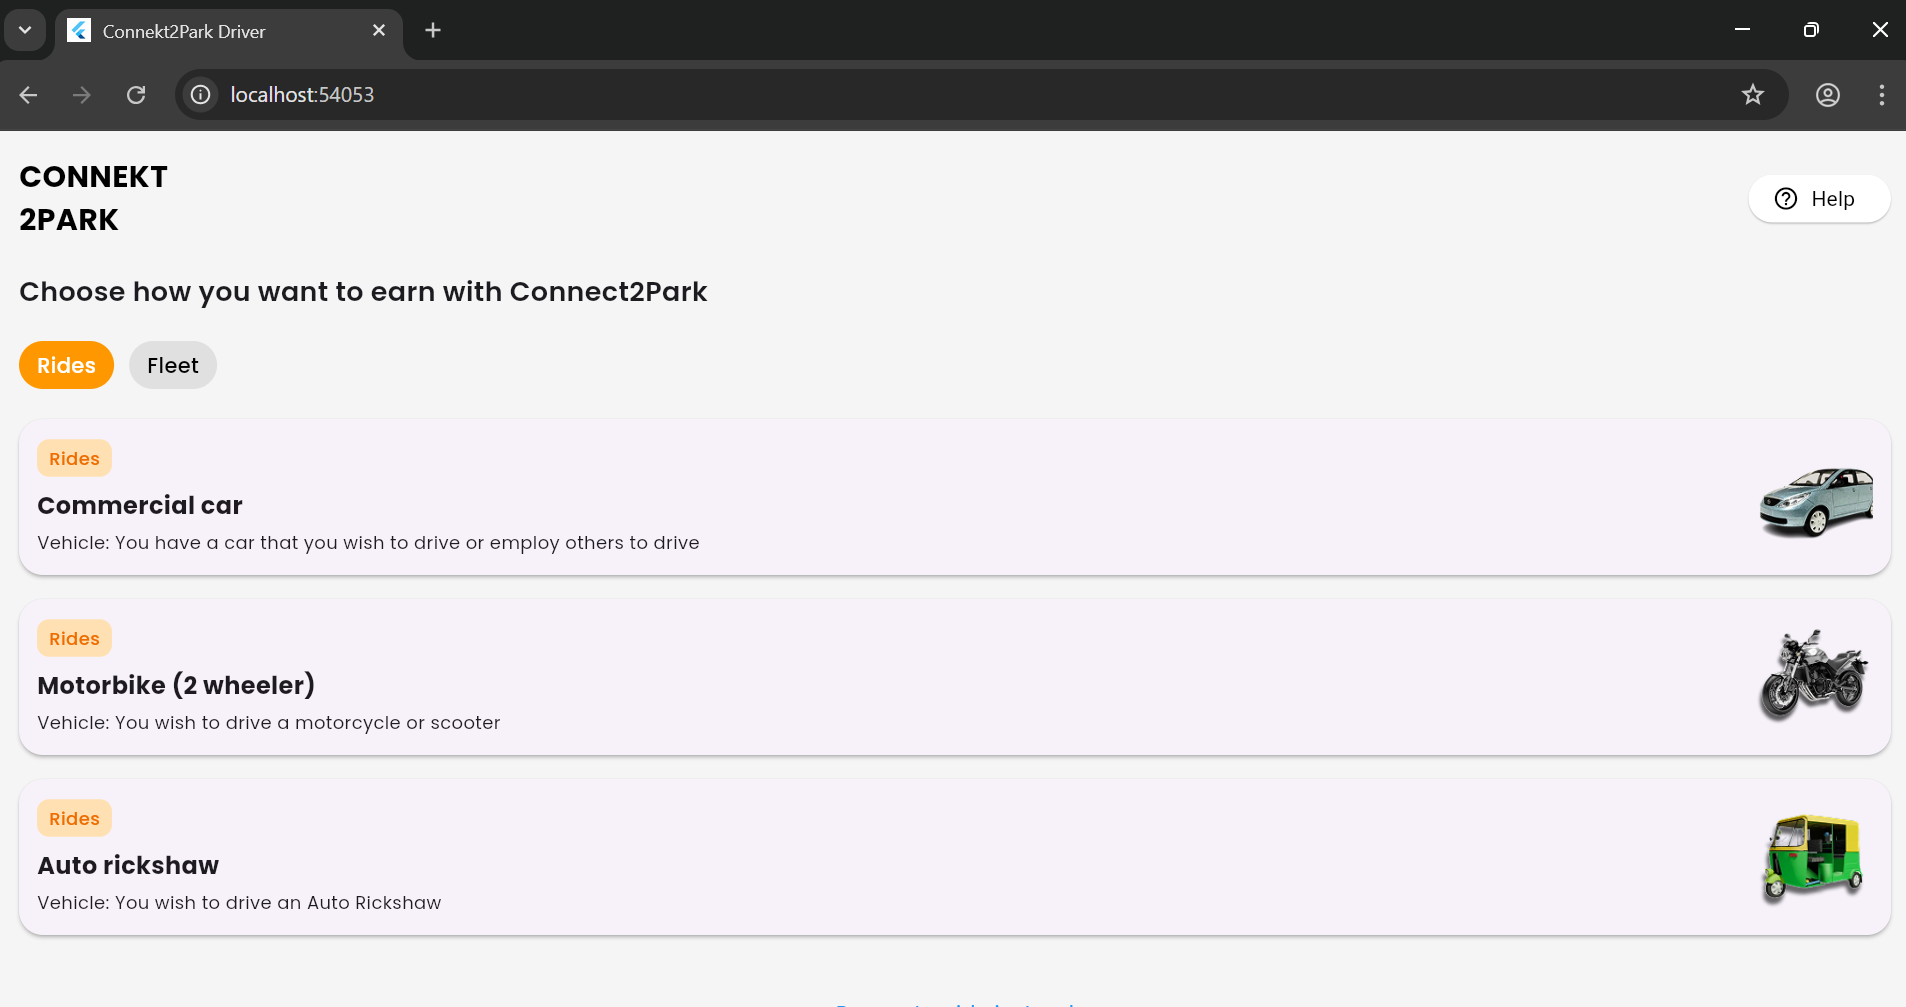 Connekt2Park Driver
localhost:54053
CONNEKT
2PARK
Help
Choose how you want to earn with Connect2Park
Rides Fleet
Rides
Commercial car
Vehicle: You have a car that you wish to drive or employ others to drive
Rides
Motorbike (2 wheeler)
Vehicle: You wish to drive a motorcycle or scooter
Rides
Auto rickshaw
Vehicle: You wish to drive an Auto Rickshaw